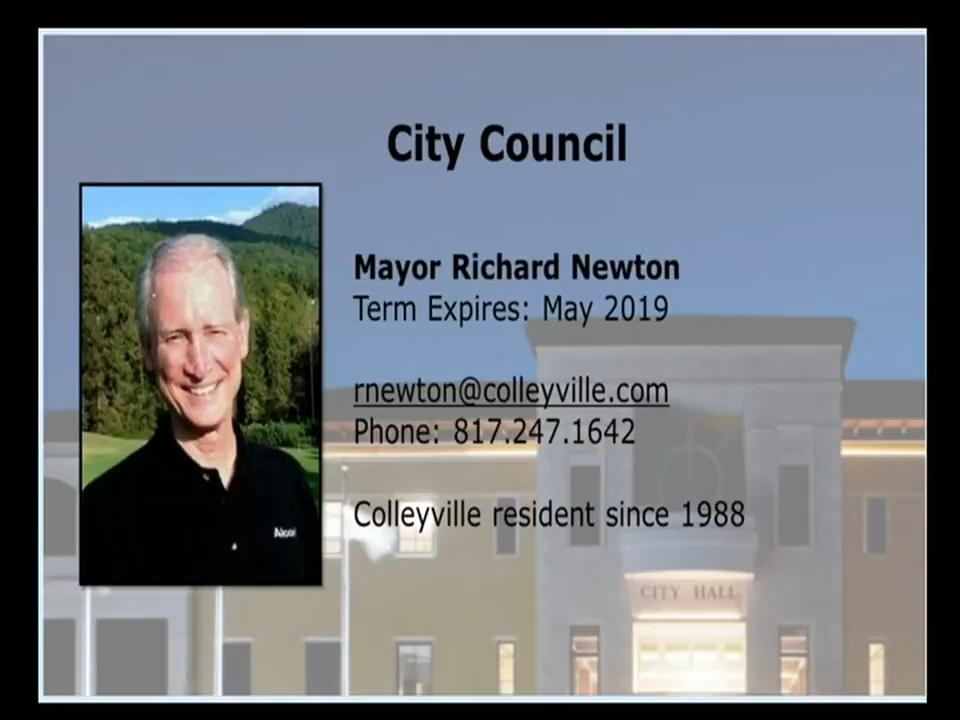 City Council
Mayor Richard Newton
Term Expires: May 2019
rnewton@colleyville.com
Phone: 817.247.1642
Colleyville resident since 1988
CITY HALL